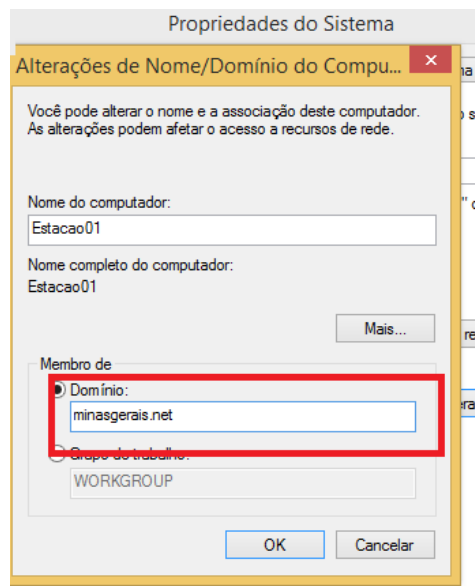 Propriedades do Sistema
Alterações de Nome/Domínio do Compu...
Você pode alterar o nome e a associação deste computador.
As alterações podem afetar o acesso a recursos de rede.
Nome do computador:
Estacao01
Nome completo do computador:
Estacao01
Mais...
Membro de
Domínio:
minasgerais.net
Grupo de trabalho:
WORKGROUP
OK
Cancelar